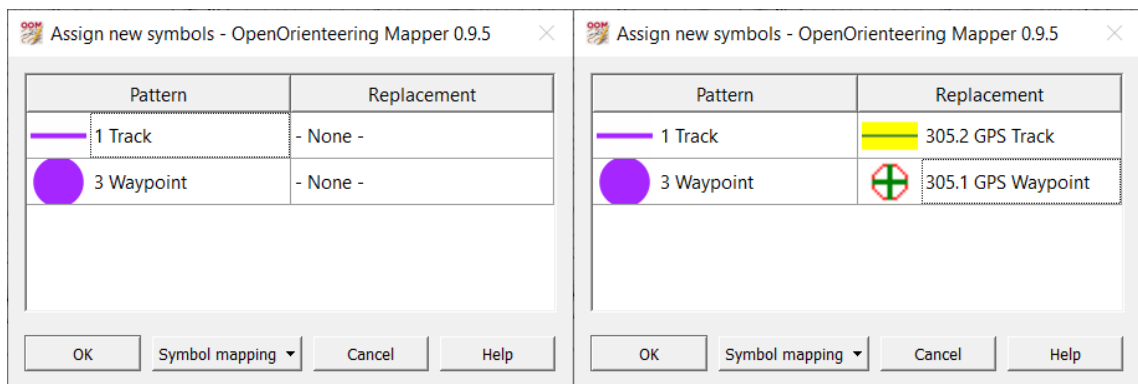 OOM Assign new symbols - OpenOrienteering Mapper 0.9.5
Pattern Replacement
1 Track - None -
3 Waypoint - None -
OK Symbol mapping Cancel Help
OOM Assign new symbols - OpenOrienteering Mapper 0.9.5
Pattern Replacement
1 Track 305.2 GPS Track
3 Waypoint 305.1 GPS Waypoint
OK Symbol mapping Cancel Help